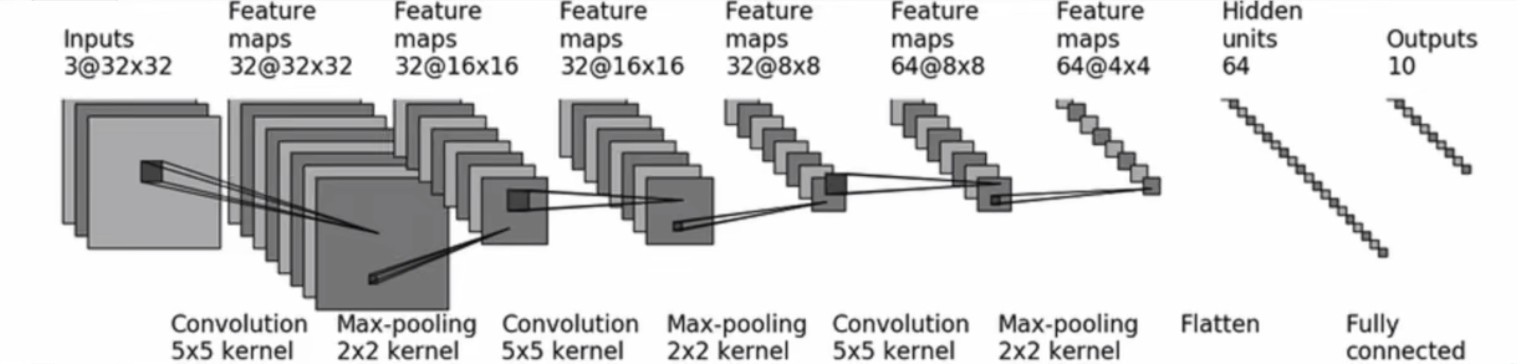 Inputs
3@32x32
Feature
maps
32@32x32
Feature
maps
32@16x16
Feature
maps
32@16x16
Feature
maps
32@8x8
Feature
maps
64@8x8
Feature
maps
64@4x4
Hidden
units
64
Outputs
10
Convolution
5x5 kernel
Max-pooling
2x2 kernel
Convolution
5x5 kernel
Max-pooling
2x2 kernel
Convolution
5x5 kernel
Max-pooling
2x2 kernel
Flatten
Fully
connected